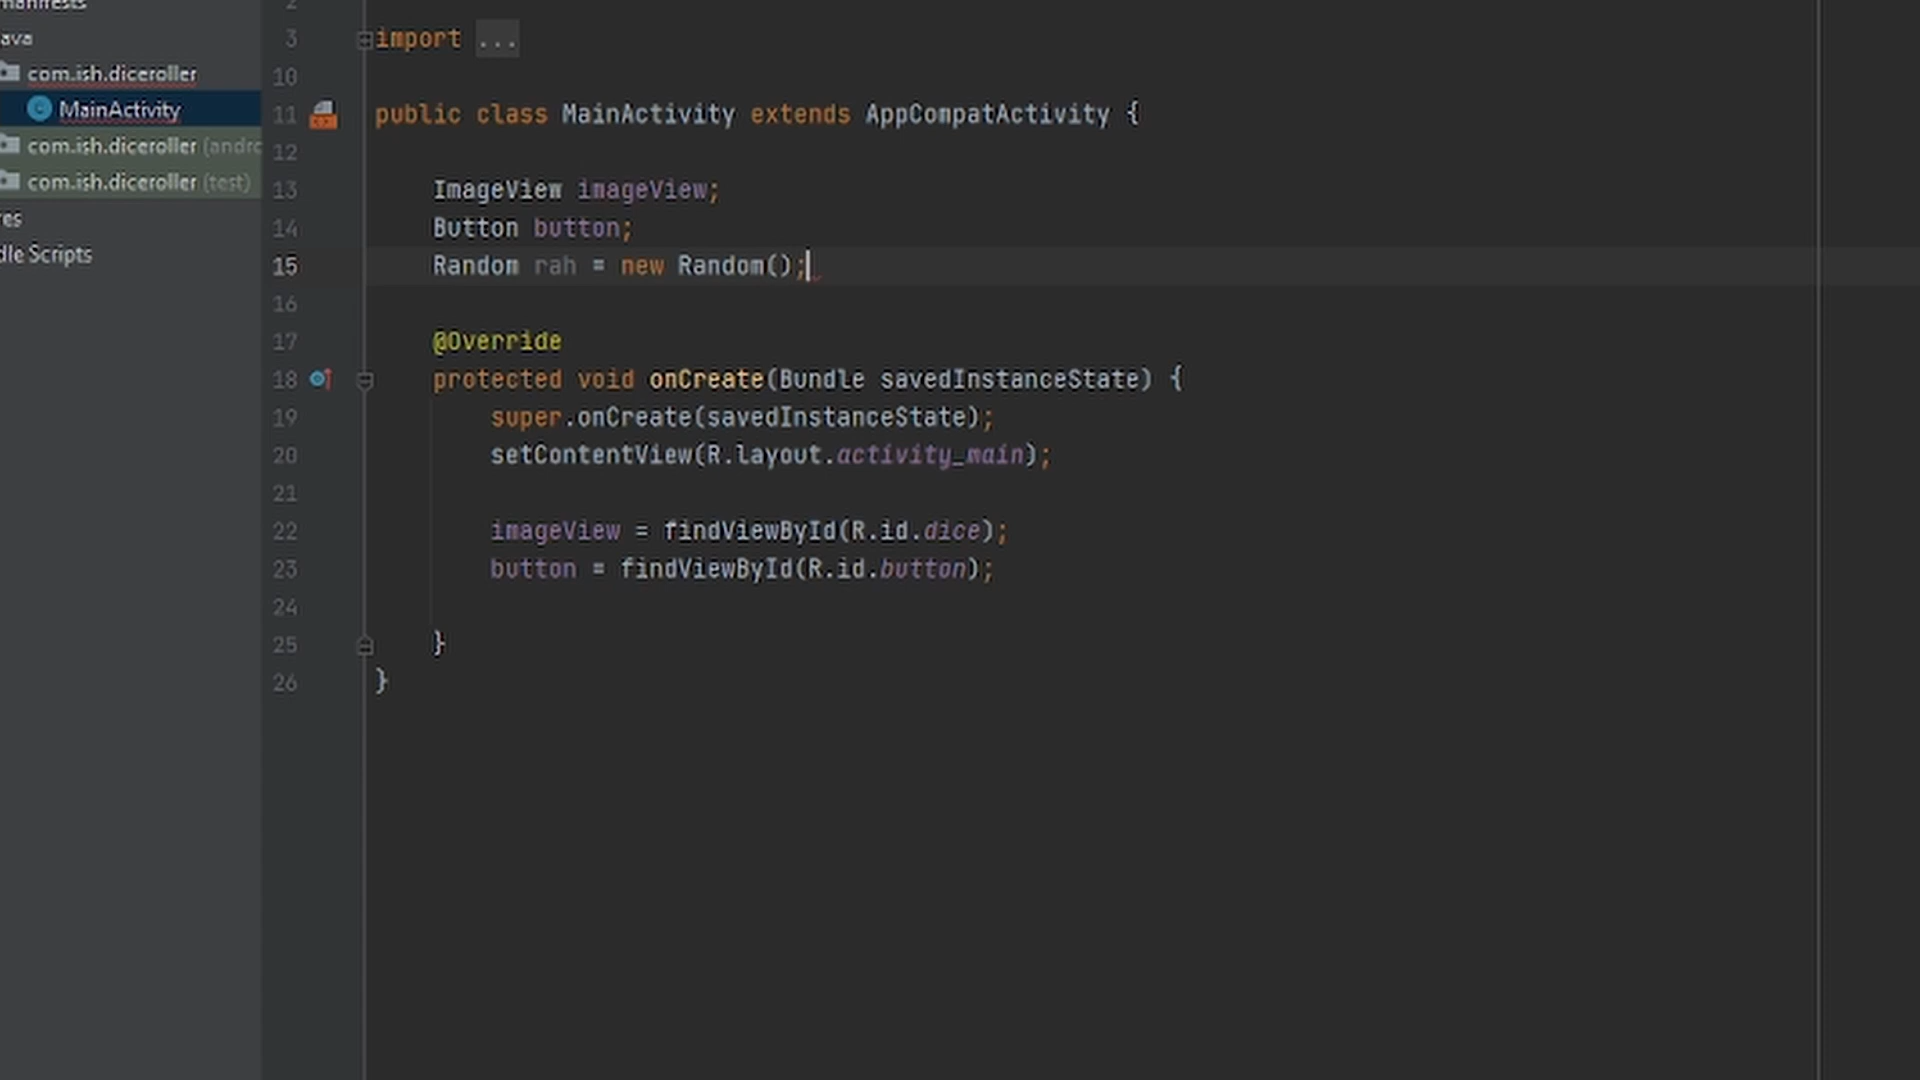 manifests
2
ava
3 import ...
com.ish.diceroller
10
MainActivity
11 public class MainActivity extends AppCompatActivity {
com.ish.diceroller (andro
12
com.ish.diceroller (test)
13 ImageView imageView;
res
14 Button button;
dle Scripts
15 Random rah = new Random();
16
17 @Override
18 protected void onCreate(Bundle savedInstanceState) {
19 super.onCreate(savedInstanceState);
20 setContentView(R.layout.activity_main);
21
22 imageView = findViewById(R.id.dice);
23 button = findViewById(R.id.button);
24
25 }
26 }